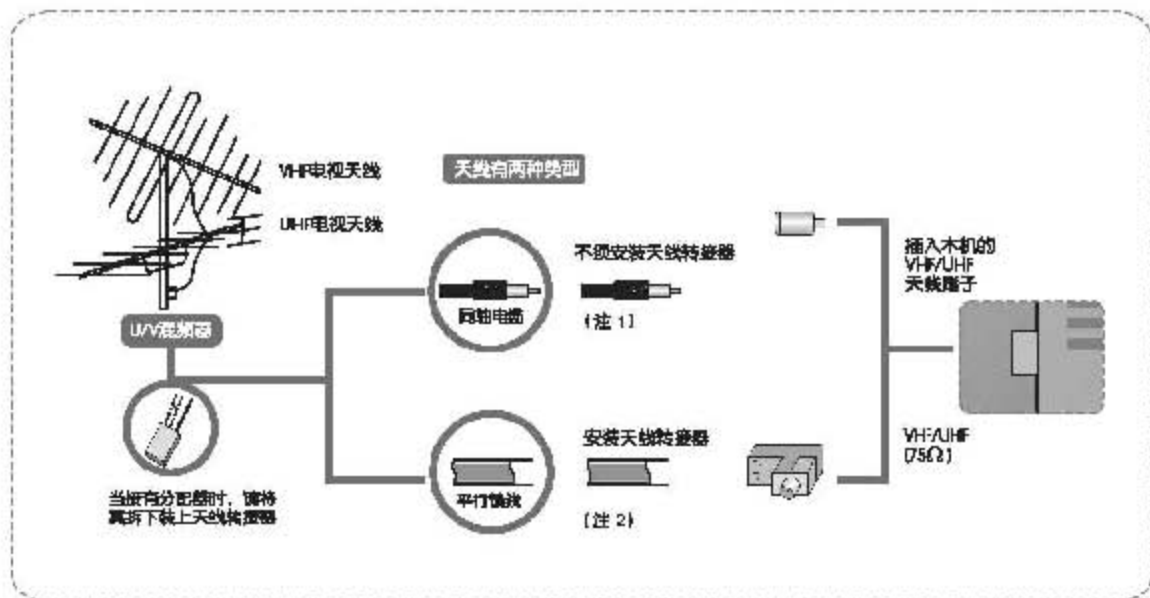 VHF电视天线
UHF电视天线
U/V混频器
当接有分配器时，请将
其拆下装上天线转接器
天线有两种类型
同轴电缆
不须安装天线转接器
(注 1)
平行馈线
安装天线转接器
(注 2)
插入本机的
VHF/UHF
天线端子
VHF/UHF
(75Ω)